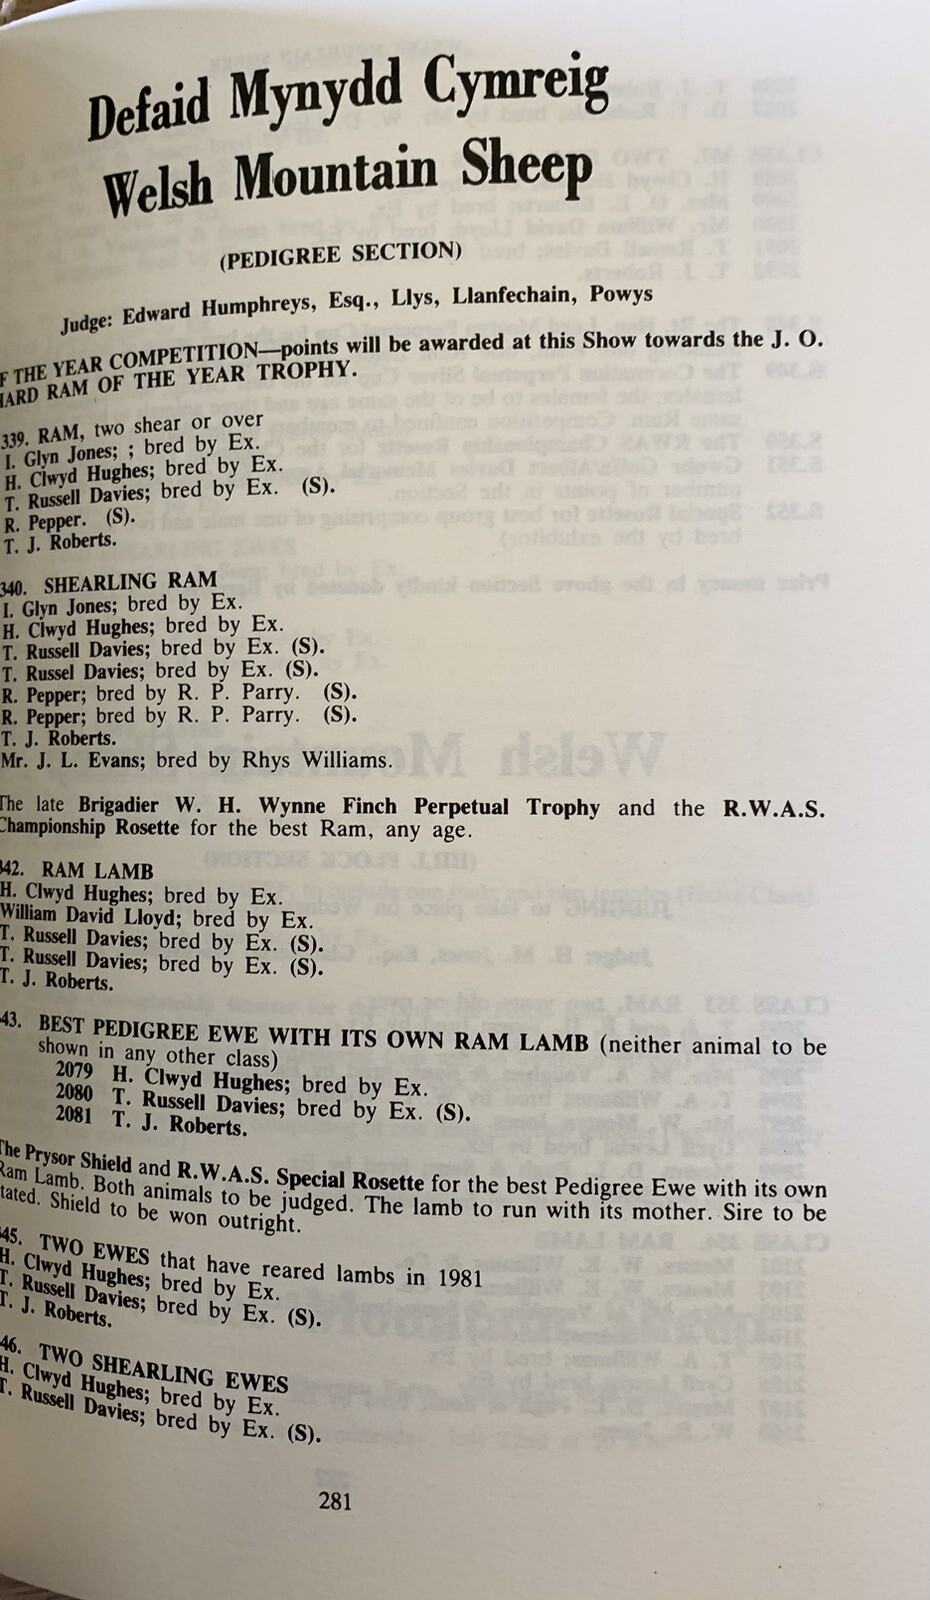 Defaid Mynydd Cymreig
Welsh Mountain Sheep
(PEDIGREE SECTION)
Judge: Edward Humphreys, Esq., Llys, Llanfechain, Powys
THE YEAR COMPETITION—points will be awarded at this Show towards the J. O.
RAM OF THE YEAR TROPHY.
339. RAM, two shear or over
I. Glyn Jones; ; bred by Ex.
H. Clwyd Hughes; bred by Ex.
T. Russell Davies; bred by Ex. (S).
R. Pepper. (S).
T. J. Roberts.
340. SHEARLING RAM
I. Glyn Jones; bred by Ex.
H. Clwyd Hughes; bred by Ex.
T. Russell Davies; bred by Ex. (S).
T. Russel Davies; bred by Ex. (S).
R. Pepper; bred by R. P. Parry. (S).
R. Pepper; bred by R. P. Parry. (S).
T. J. Roberts.
Mr. J. L. Evans; bred by Rhys Williams.
The late Brigadier W. H. Wynne Finch Perpetual Trophy and the R.W.A.S.
Championship Rosette for the best Ram, any age.
342. RAM LAMB
H. Clwyd Hughes; bred by Ex.
William David Lloyd; bred by Ex.
T. Russell Davies; bred by Ex. (S).
T. Russell Davies; bred by Ex. (S).
T. J. Roberts.
43. BEST PEDIGREE EWE WITH ITS OWN RAM LAMB (neither animal to be
shown in any other class)
2079 H. Clwyd Hughes; bred by Ex.
2080 T. Russell Davies; bred by Ex. (S).
2081 T. J. Roberts.
The Prysor Shield and R.W.A.S. Special Rosette for the best Pedigree Ewe with its own
Ram Lamb. Both animals to be judged. The lamb to run with its mother. Sire to be
tated. Shield to be won outright.
45. TWO EWES that have reared lambs in 1981
H. Clwyd Hughes; bred by Ex.
T. Russell Davies; bred by Ex. (S).
T. J. Roberts.
46. TWO SHEARLING EWES
H. Clwyd Hughes; bred by Ex.
T. Russell Davies; bred by Ex. (S).
281